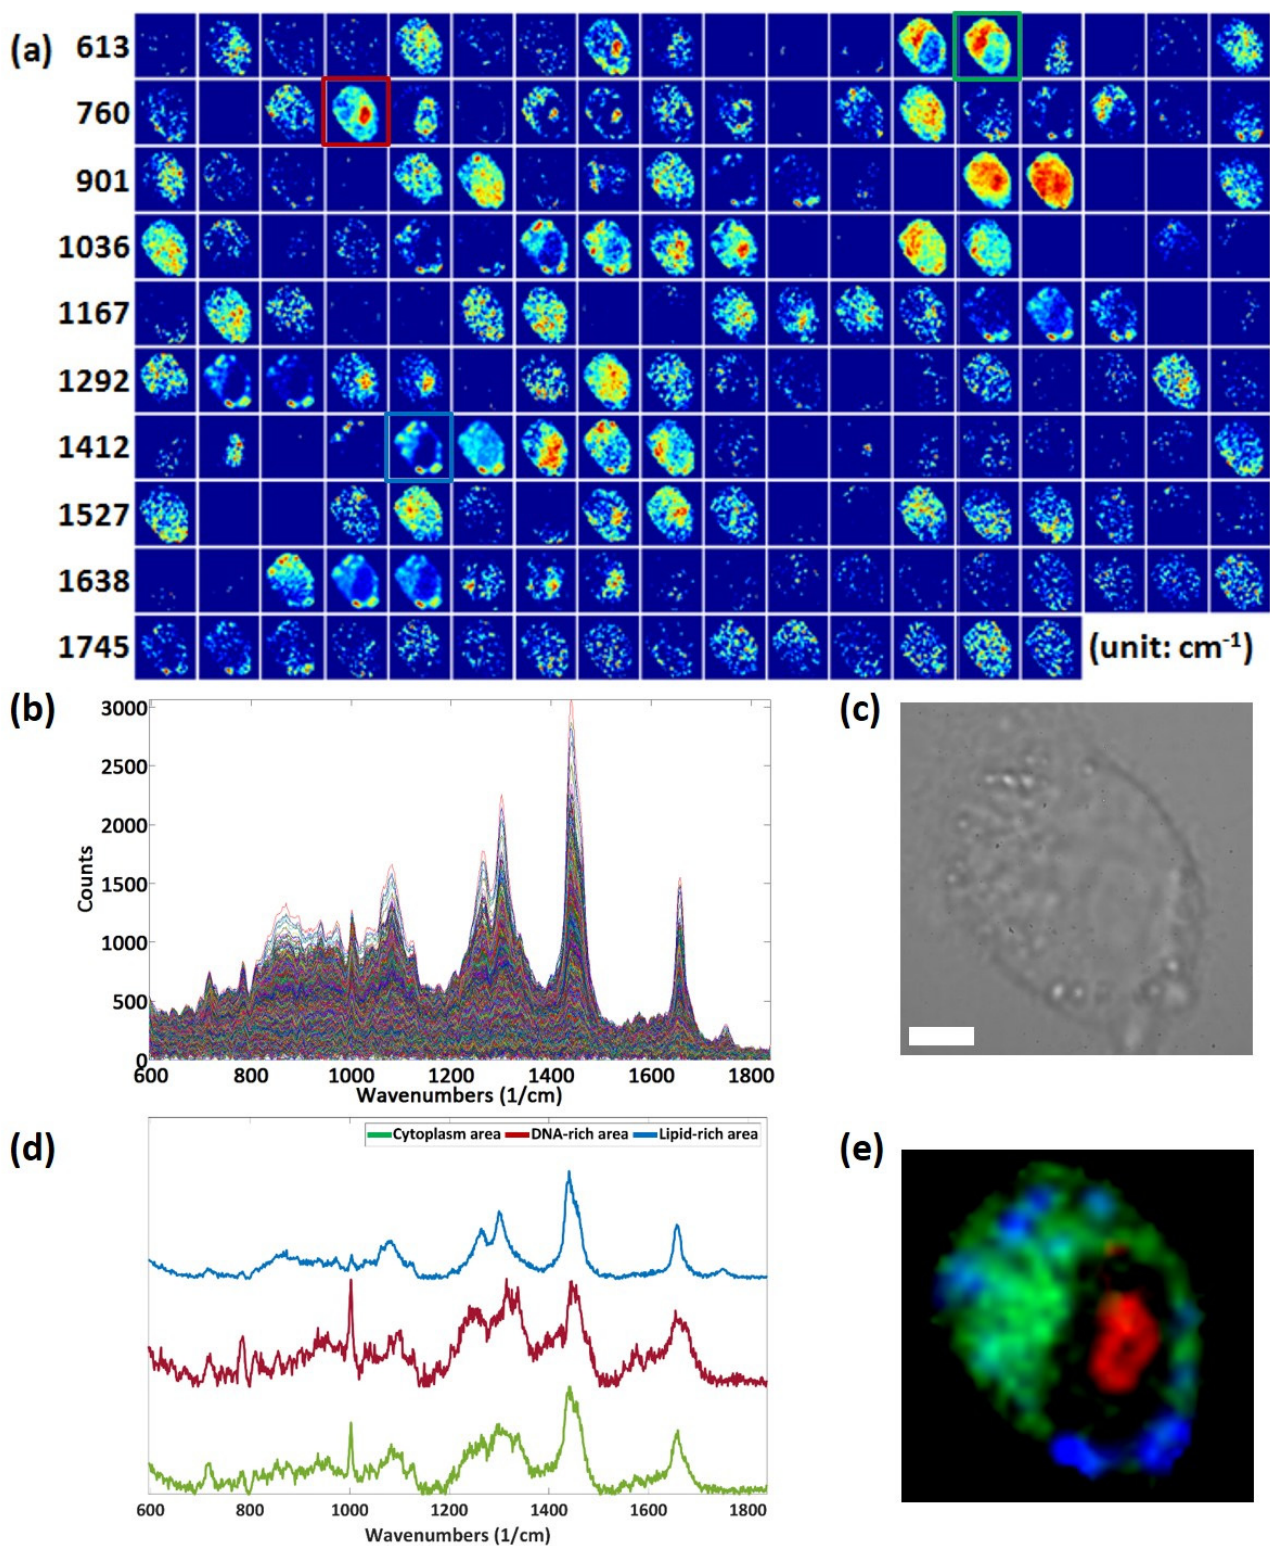 (a)
613
760
901
1036
1167
1292
1412
1527
1638
1745
(unit: cm⁻¹)
(b)
3000
2500
2000
1500
1000
500
0
Counts
600 800 1000 1200 1400 1600 1800
Wavenumbers (1/cm)
(c)
(d)
Cytoplasm area DNA-rich area Lipid-rich area
600 800 1000 1200 1400 1600 1800
Wavenumbers (1/cm)
(e)